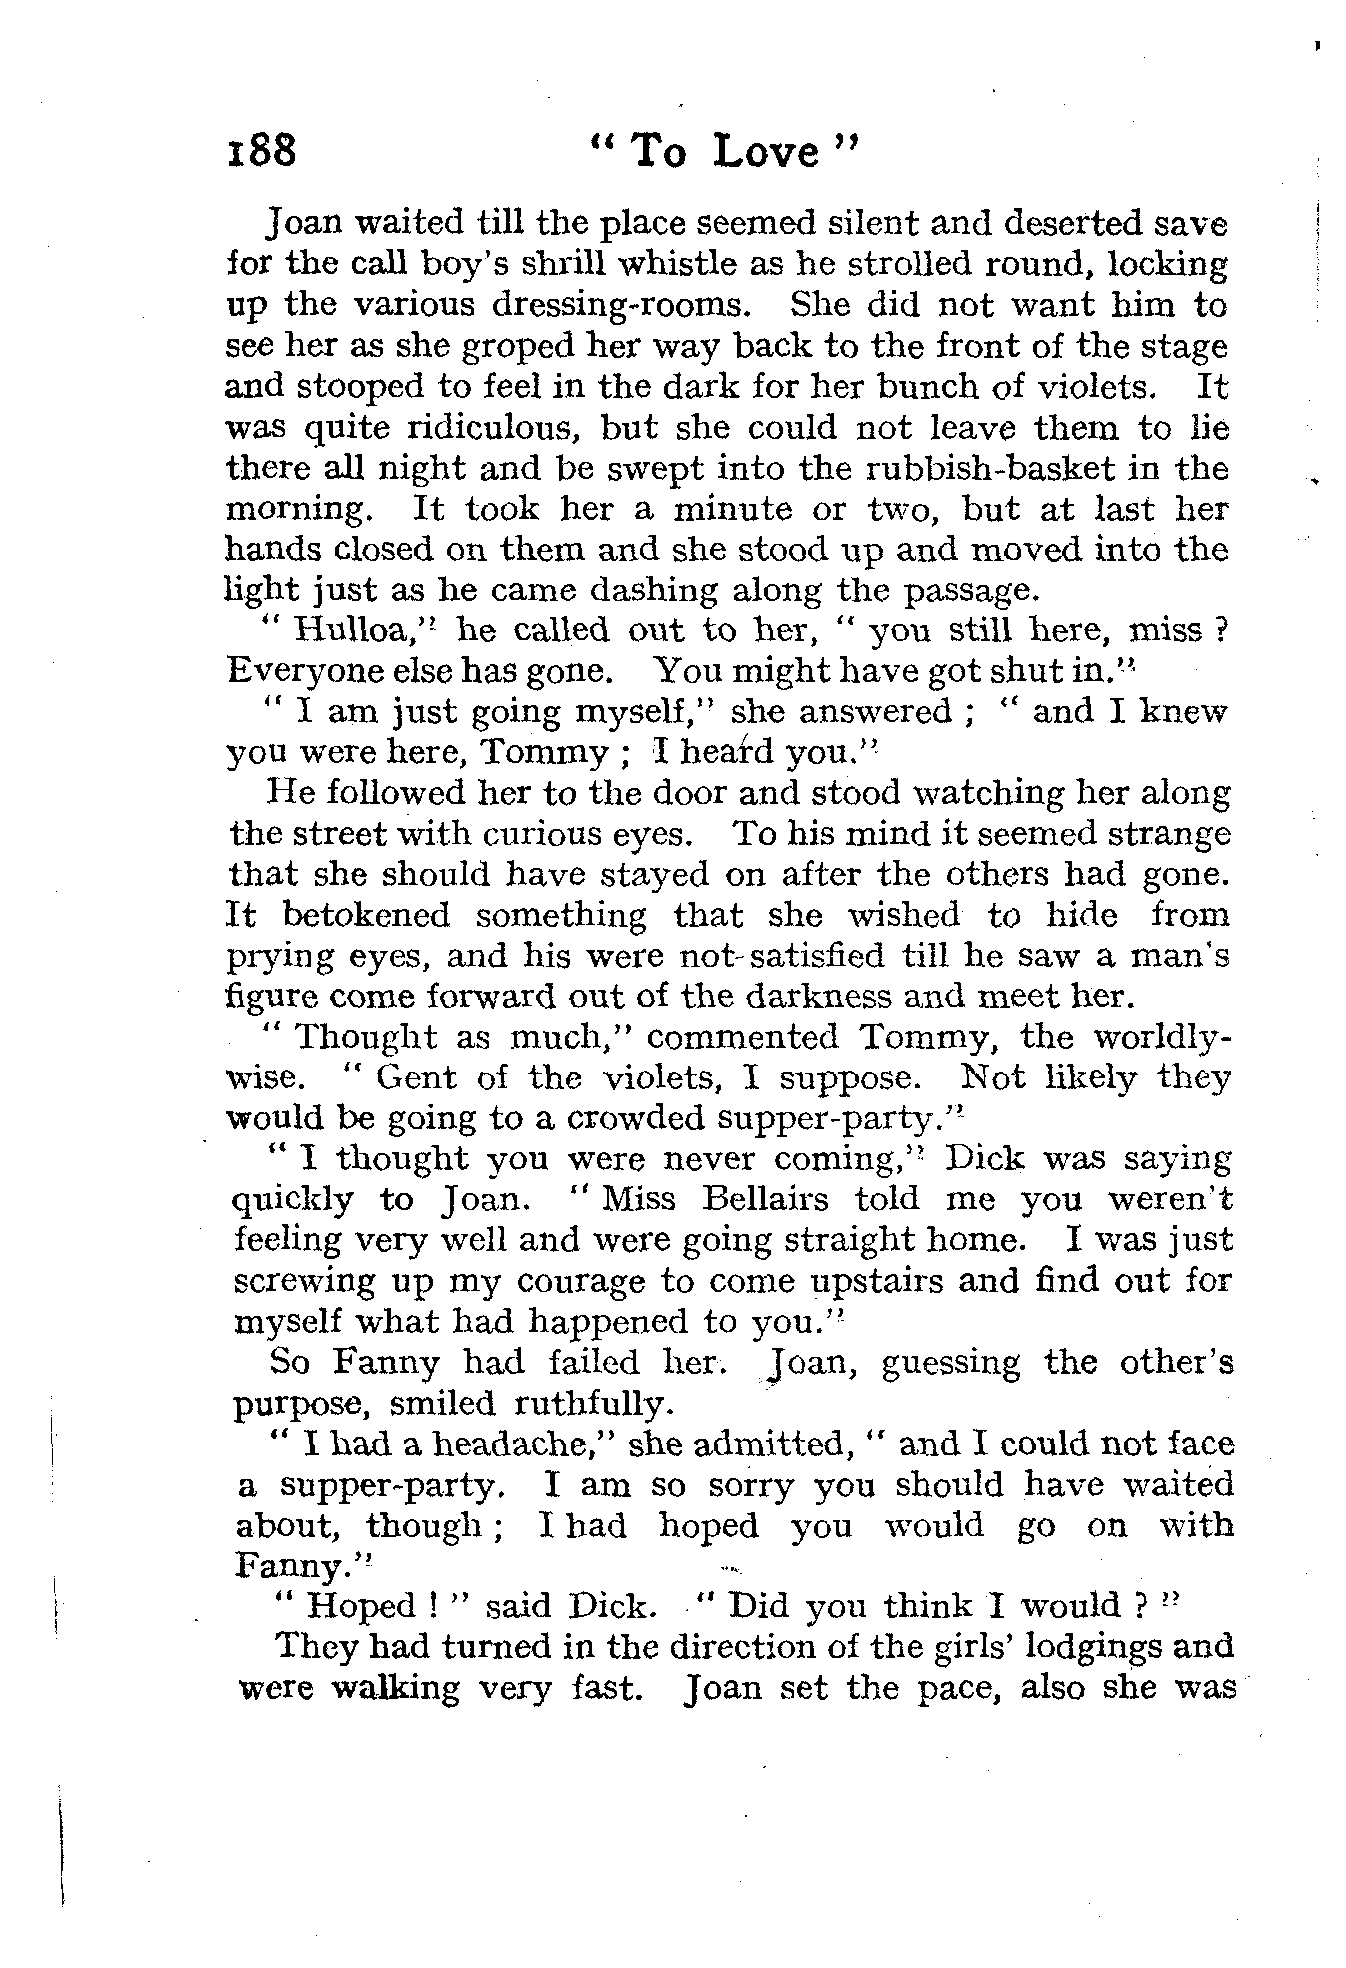 188 " To Love "
Joan waited till the place seemed silent and deserted save
for the call boy's shrill whistle as he strolled round, locking
up the various dressing-rooms. She did not want him to
see her as she groped her way back to the front of the stage
and stooped to feel in the dark for her bunch of violets. It
was quite ridiculous, but she could not leave them to lie
there all night and be swept into the rubbish-basket in the
morning. It took her a minute or two, but at last her
hands closed on them and she stood up and moved into the
light just as he came dashing along the passage.
" Hulloa," he called out to her, " you still here, miss ?
Everyone else has gone. You might have got shut in."
" I am just going myself," she answered ; " and I knew
you were here, Tommy ; I heard you."
He followed her to the door and stood watching her along
the street with curious eyes. To his mind it seemed strange
that she should have stayed on after the others had gone.
It betokened something that she wished to hide from
prying eyes, and his were not satisfied till he saw a man's
figure come forward out of the darkness and meet her.
" Thought as much," commented Tommy, the worldly-
wise. " Gent of the violets, I suppose. Not likely they
would be going to a crowded supper-party."
" I thought you were never coming," Dick was saying
quickly to Joan. " Miss Bellairs told me you weren't
feeling very well and were going straight home. I was just
screwing up my courage to come upstairs and find out for
myself what had happened to you."
So Fanny had failed her. Joan, guessing the other's
purpose, smiled ruthfully.
" I had a headache," she admitted, " and I could not face
a supper-party. I am so sorry you should have waited
about, though ; I had hoped you would go on with
Fanny."
" Hoped ! " said Dick. " Did you think I would ? "
They had turned in the direction of the girls' lodgings and
were walking very fast. Joan set the pace, also she was